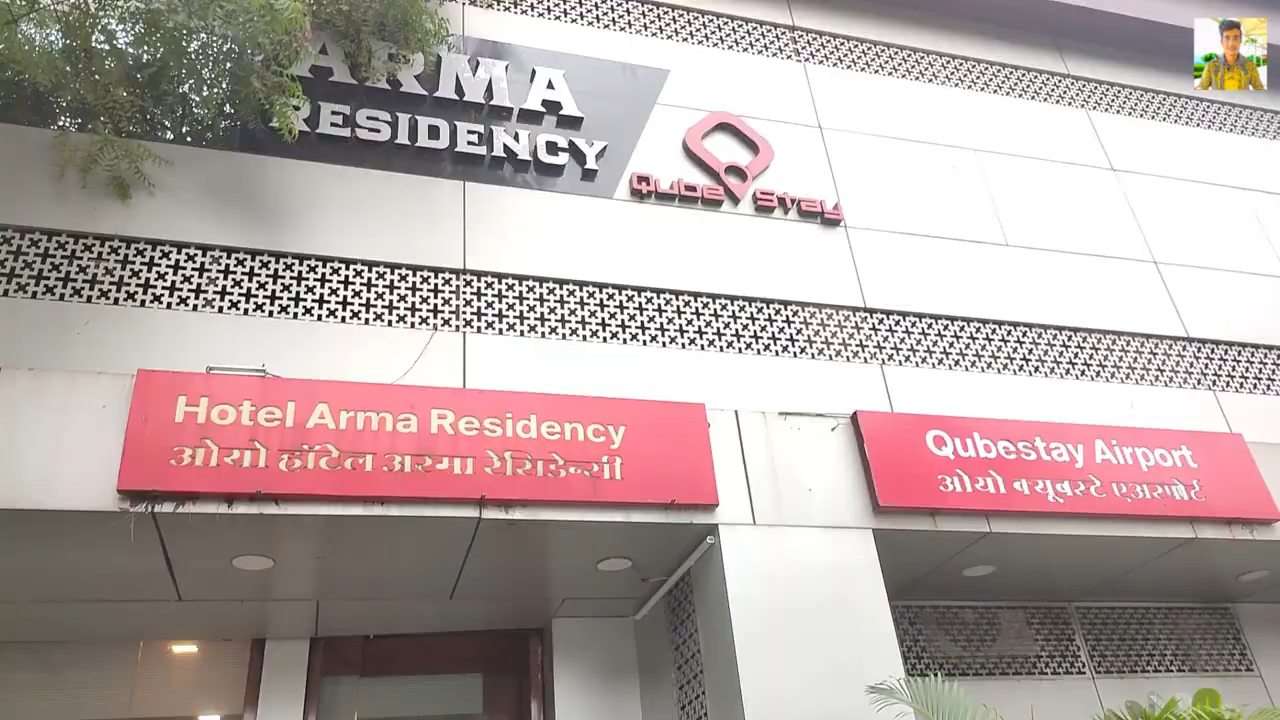 ARMA
RESIDENCY
Qube Stay
Hotel Arma Residency
ओयो हॉटेल अरमा रेसिडेन्सी
Qubestay Airport
ओयो क्यूबस्टे एअरपोर्ट